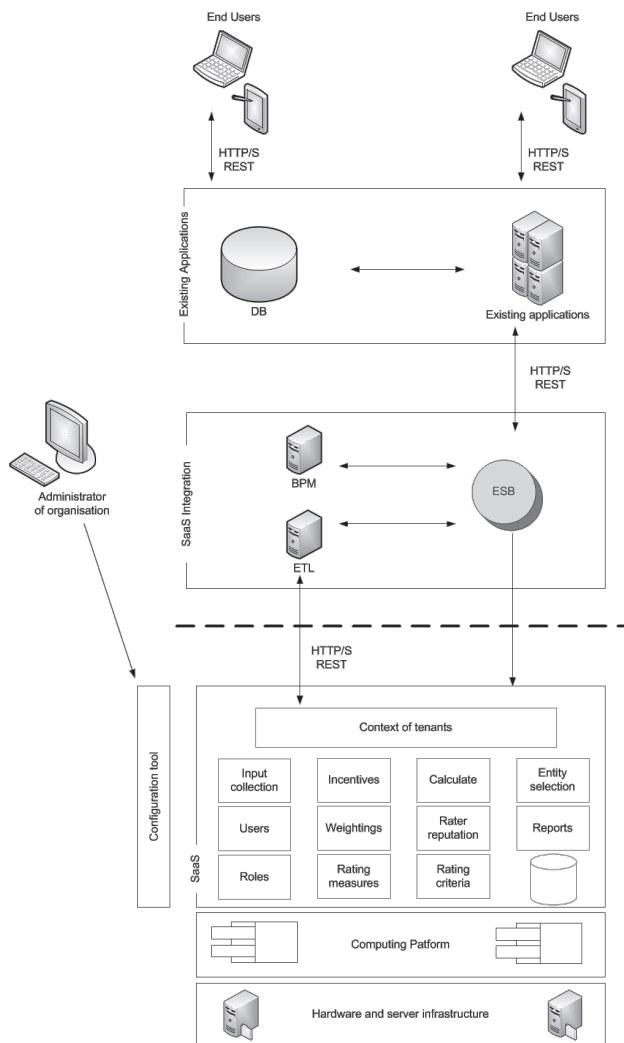 End Users
End Users
HTTP/S
REST
HTTP/S
REST
Existing Applications
DB
Existing applications
HTTP/S
REST
Administrator
of organisation
SaaS Integration
BPM
ESB
ETL
HTTP/S
REST
Configuration tool
SaaS
Context of tenants
Input
collection
Incentives
Calculate
Entity
selection
Users
Weightings
Rater
reputation
Reports
Roles
Rating
measures
Rating
criteria
Computing Patform
Hardware and server infrastructure